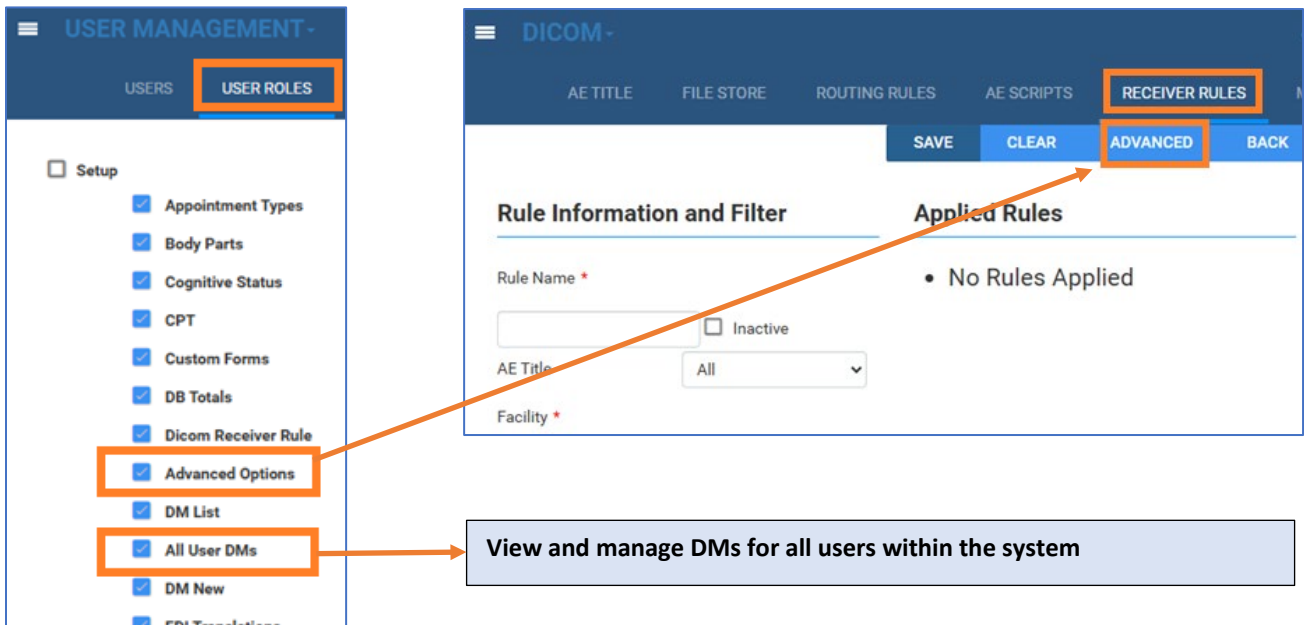 USER MANAGEMENT
USERS USER ROLES
Setup
Appointment Types
Body Parts
Cognitive Status
CPT
Custom Forms
DB Totals
Dicom Receiver Rule
Advanced Options
DM List
All User DMs
DM New
DICOM
AE TITLE FILE STORE ROUTING RULES AE SCRIPTS RECEIVER RULES
SAVE CLEAR ADVANCED BACK
Rule Information and Filter
Rule Name *
Inactive
AE Title All
Facility *
Applied Rules
• No Rules Applied
View and manage DMs for all users within the system